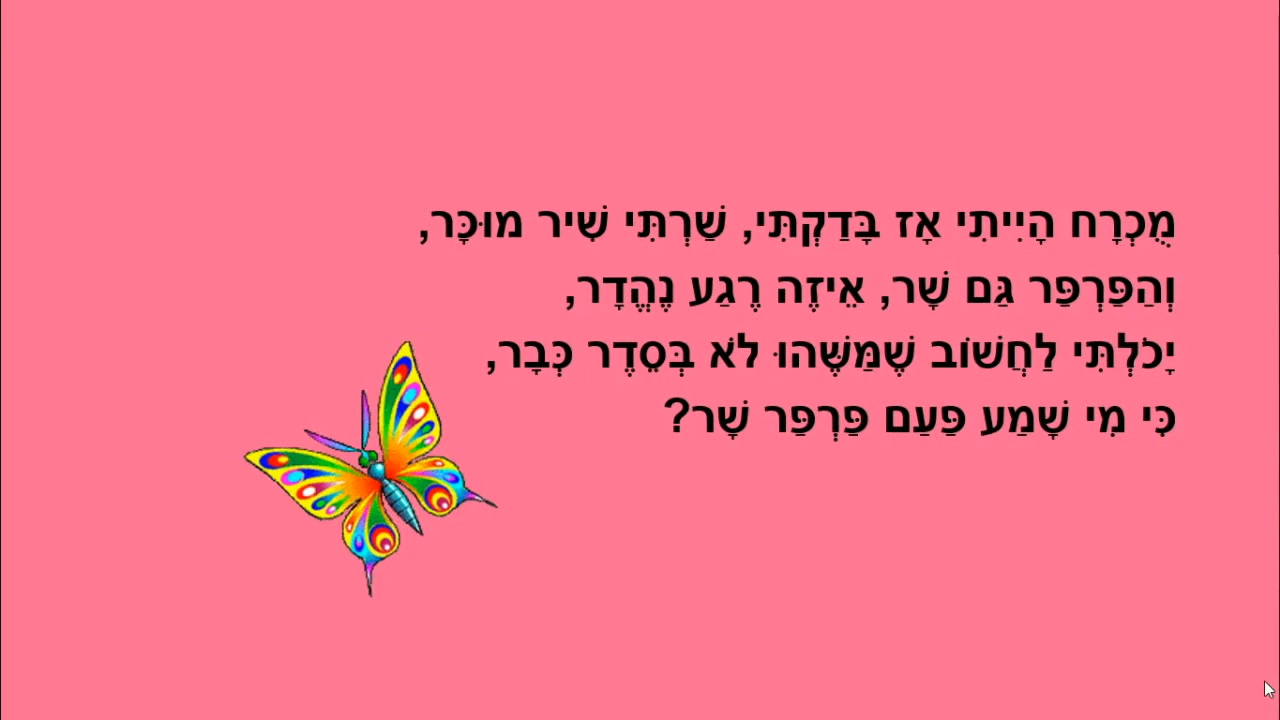 מֻכְרָח הָיִיתִי אָז בָּדַקְתִּי, שַׁרְתִּי שִׁיר מוּכָּר,
וְהַפַּרְפַּר גַּם שָׁר, אֵיזֶה רֶגַע נֶהֱדָר,
יָכֹלְתִּי לַחֲשׁוֹב שֶׁמַּשֶּׁהוּ לֹא בְּסֵדֶר כְּבָר,
כִּי מִי שָׁמַע פַּעַם פַּרְפַּר שָׁר?